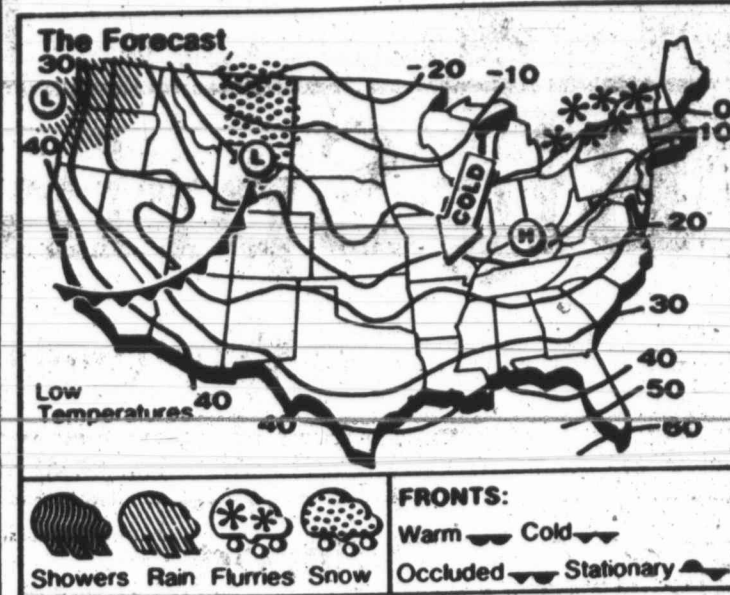 The Forecast
30
-20
-10
L
0
10
40
L
COLD
H
20
30
40
50
60
Low
Temperatures
40
40
Showers Rain Flurries Snow
FRONTS:
Warm Cold
Occluded Stationary